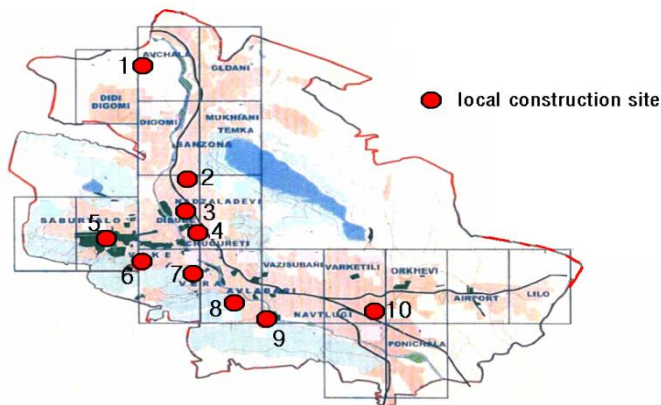 AVCHALA
GLDANI
1
DIDI
DIGOMI
DIGOMI
MUKHIANI
TEMKA
SANZONA
2
NADZALADEVI
3
SABURTALO
DIDUBE
4
5
CHUGURETI
VAKE
6
7
VERA
VAZISUBANI
VARKETILI
ORKHEVI
AIRPORT
LILO
AVLABARI
8
9
NAVTLUGI
10
PONICHALA
local construction site